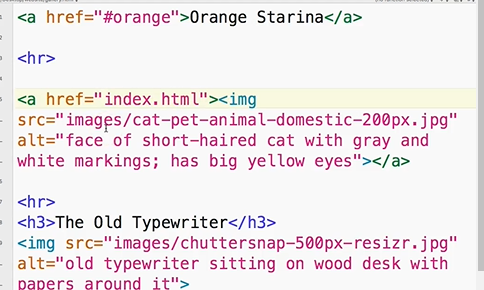 <a href="#orange">Orange Starina</a>
<hr>
<a href="index.html"><img
src="images/cat-pet-animal-domestic-200px.jpg"
alt="face of short-haired cat with gray and
white markings; has big yellow eyes"></a>
<hr>
<h3>The Old Typewriter</h3>
<img src="images/chuttersnap-500px-resizr.jpg"
alt="old typewriter sitting on wood desk with
papers around it">